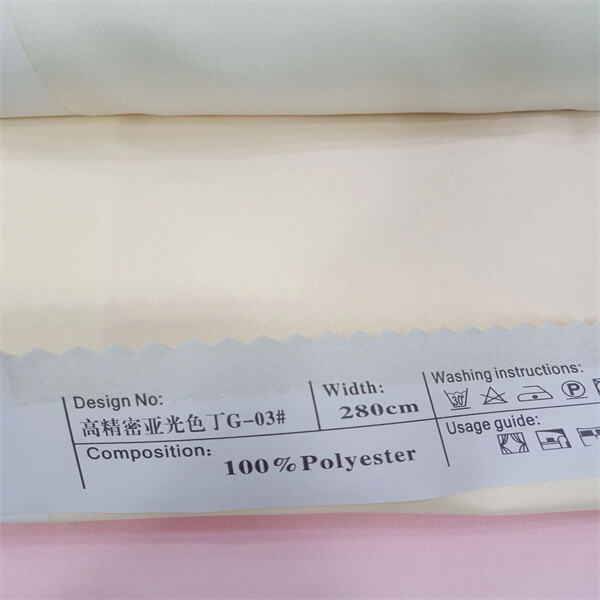 Design No:
高精密亚光色丁G-03#
Width:
280cm
Washing instructions:
30°
P
Composition:
100%Polyester
Usage guide: